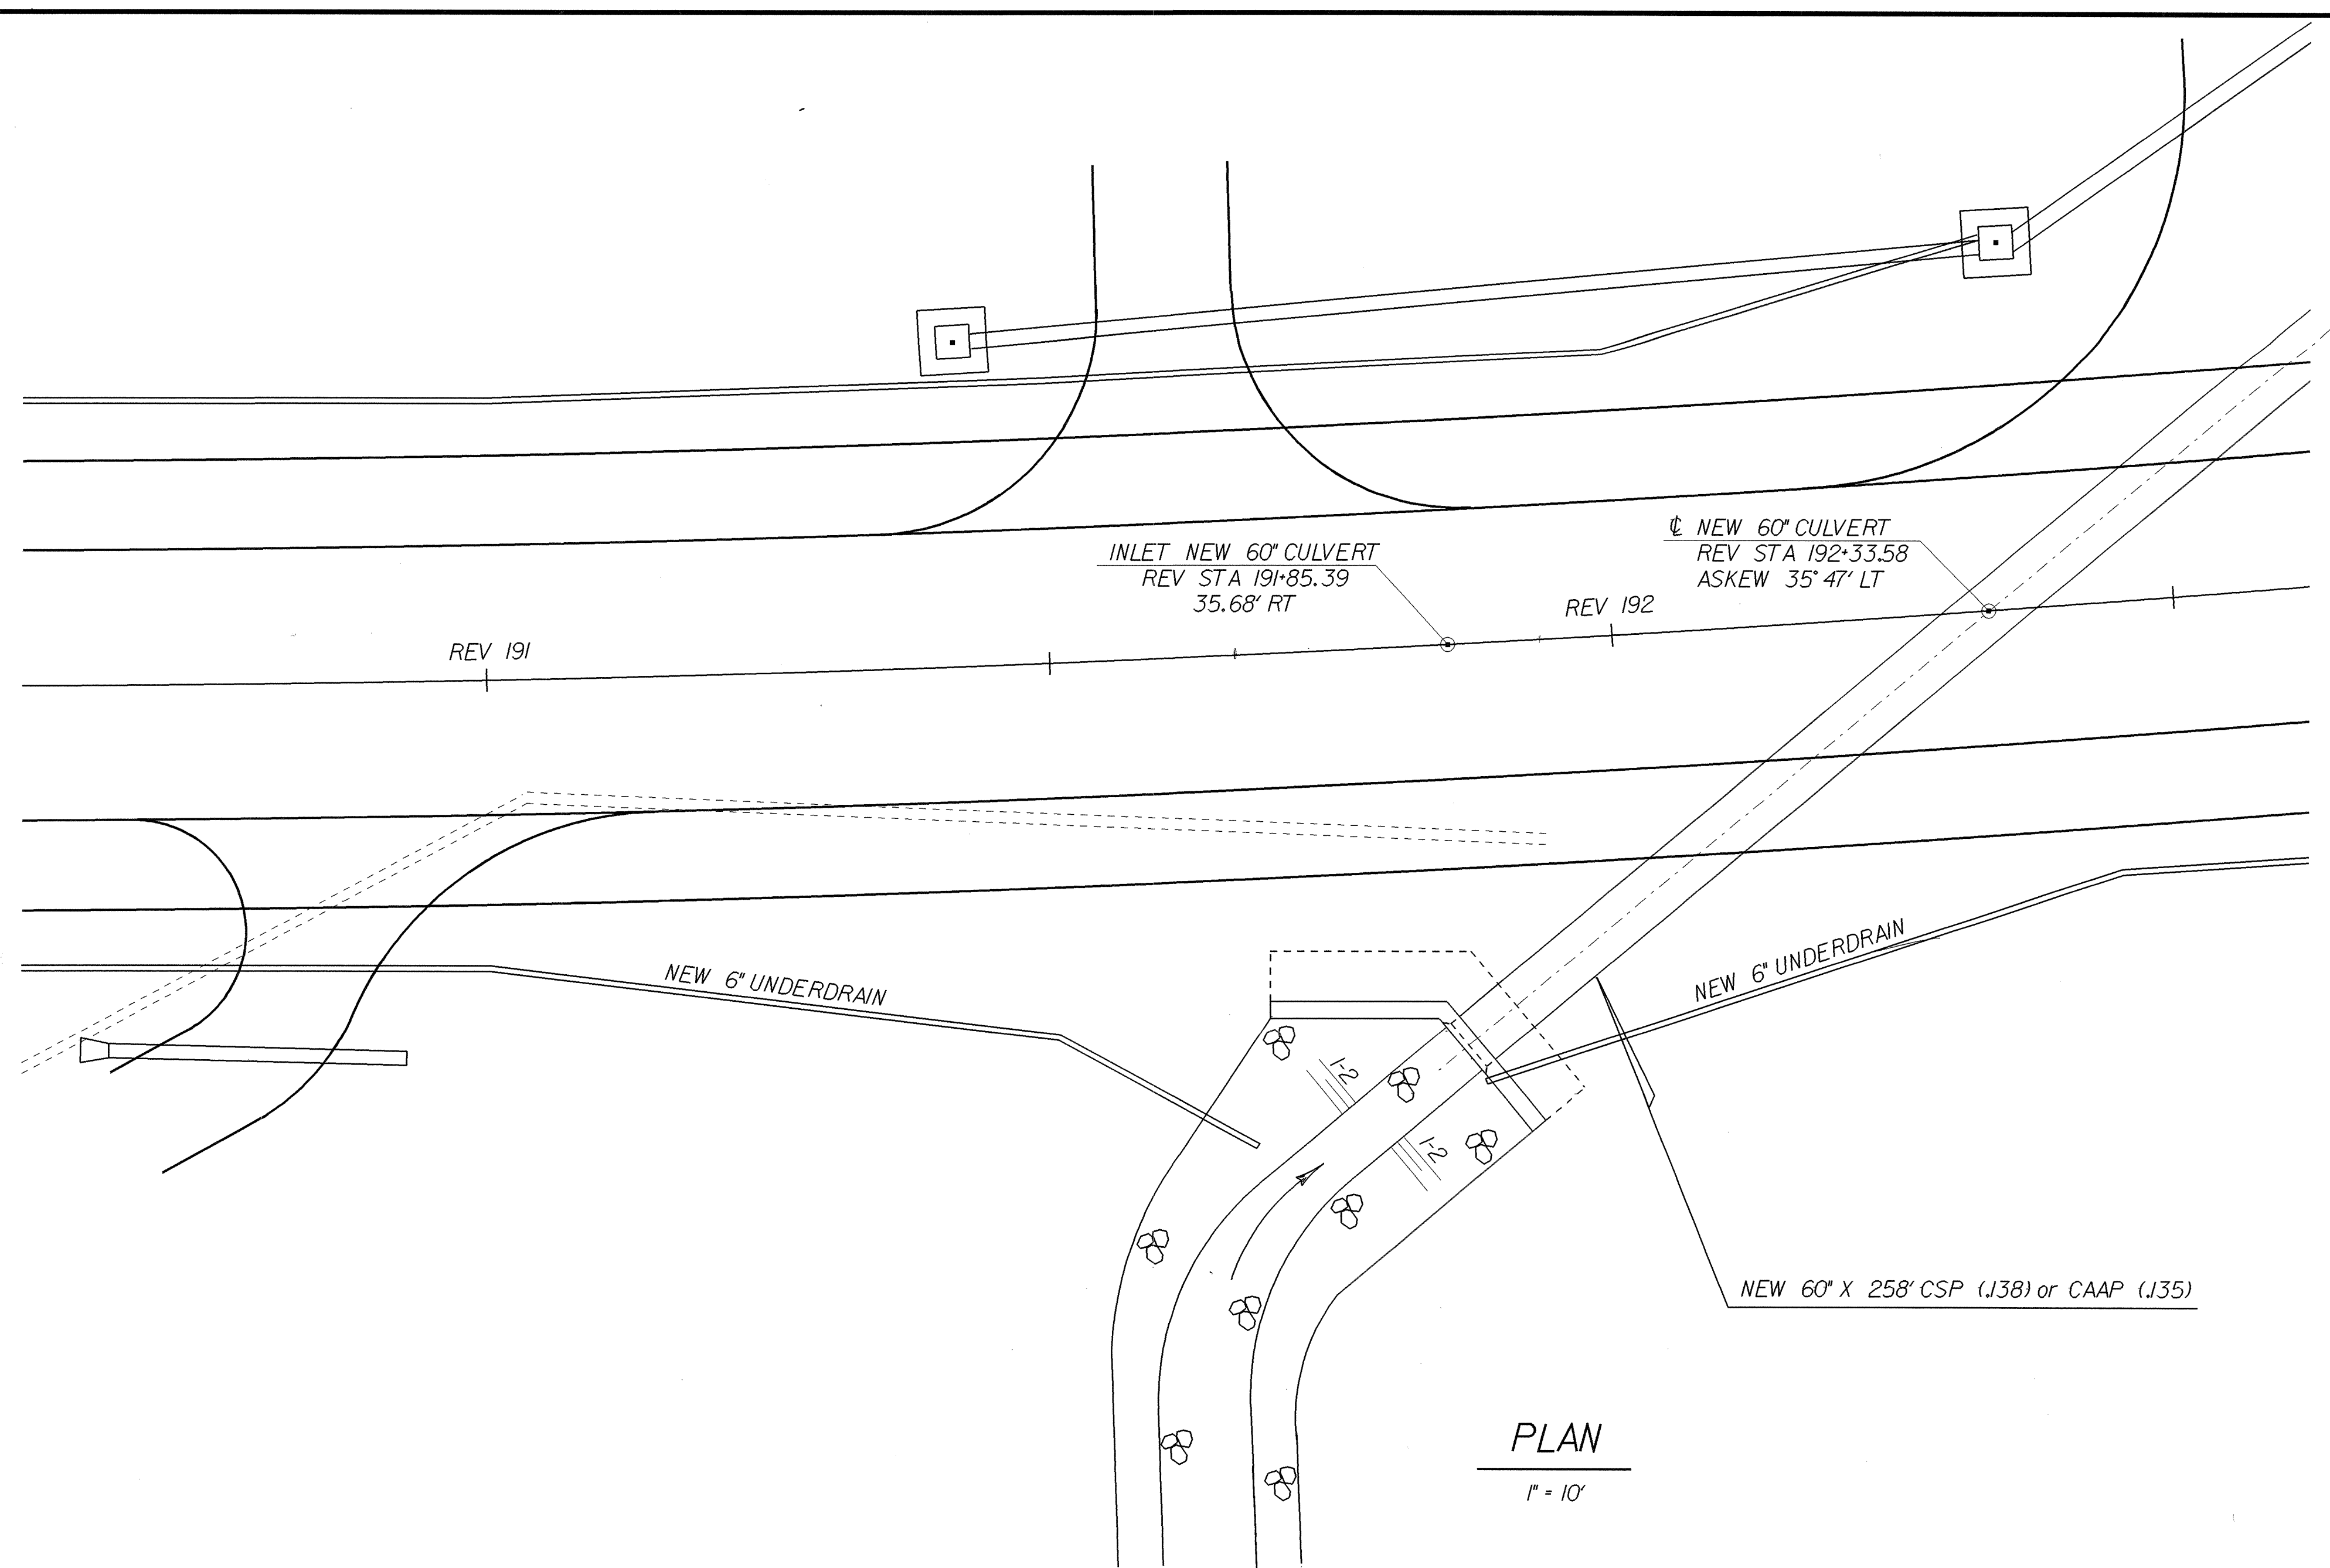 INLET NEW 60" CULVERT
REV STA 191+85.39
35.68' RT
℄ NEW 60" CULVERT
REV STA 192+33.58
ASKEW 35° 47' LT
REV 191
REV 192
NEW 6" UNDERDRAIN
NEW 6" UNDERDRAIN
1-2
1-2
NEW 60" X 258' CSP (.138) or CAAP (.135)
PLAN
1" = 10'